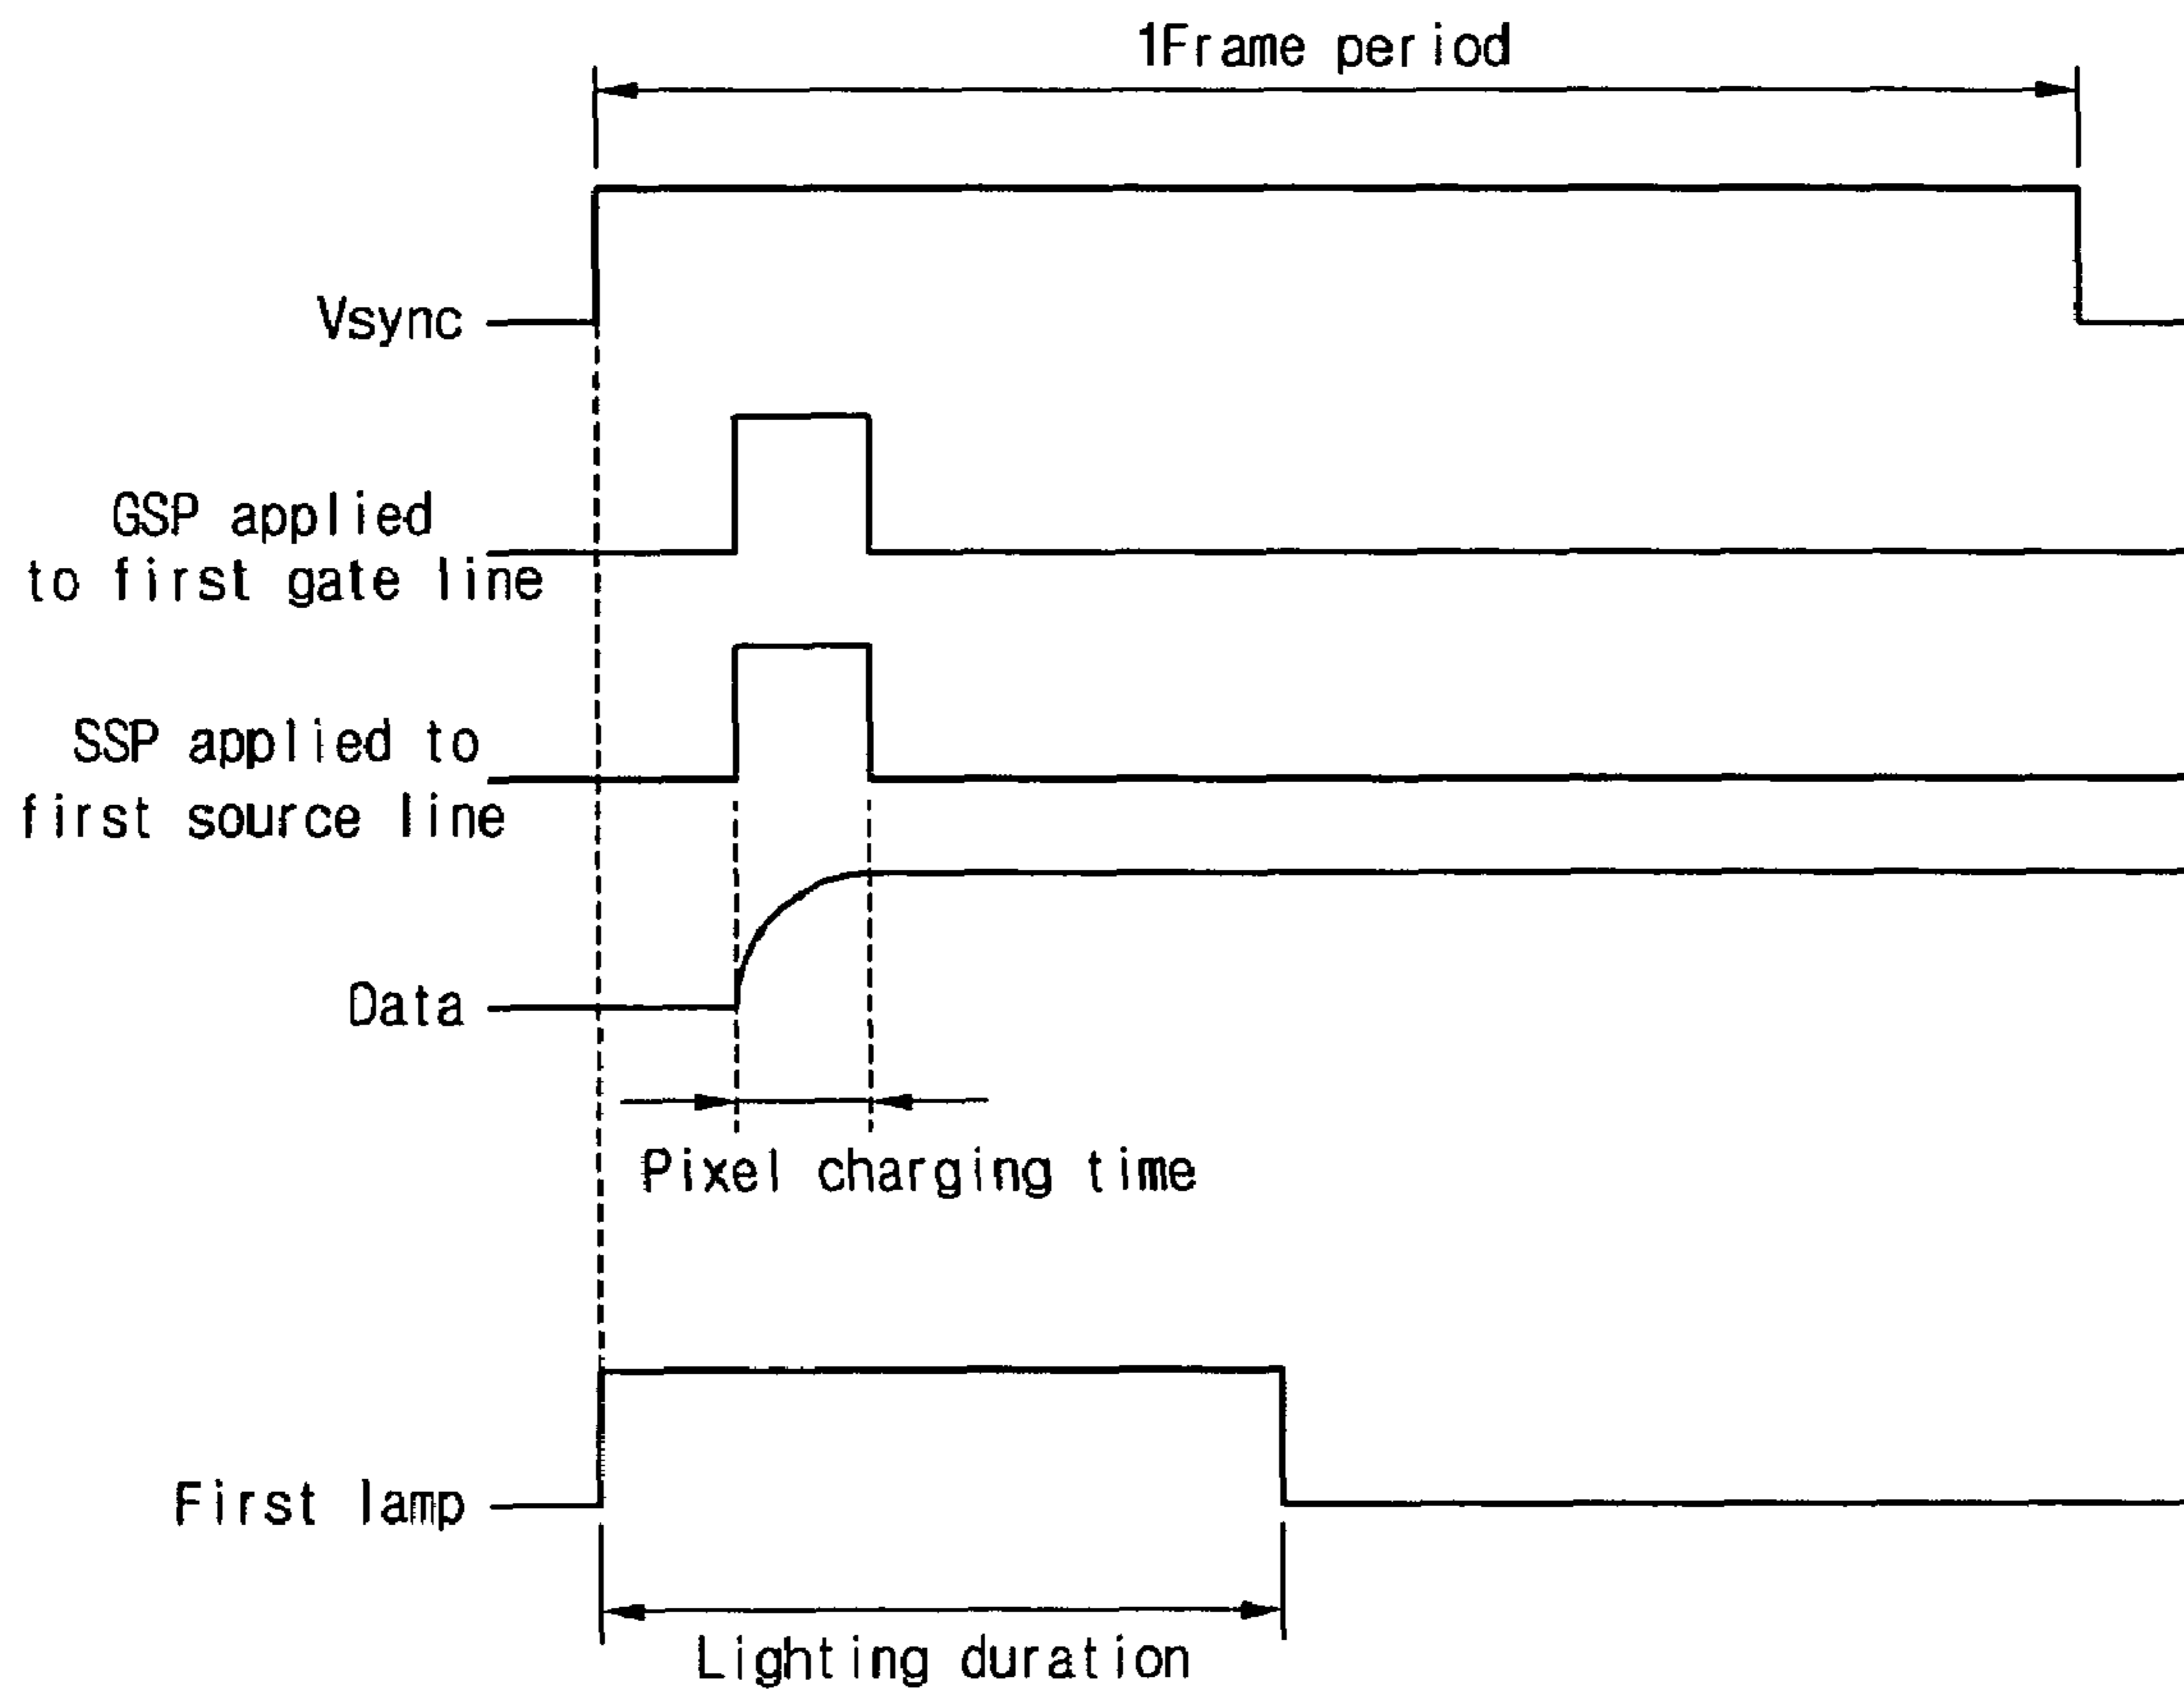 1Frame period
Vsync
GSP applied
to first gate line
SSP applied to
first source line
Data
Pixel charging time
First lamp
Lighting duration